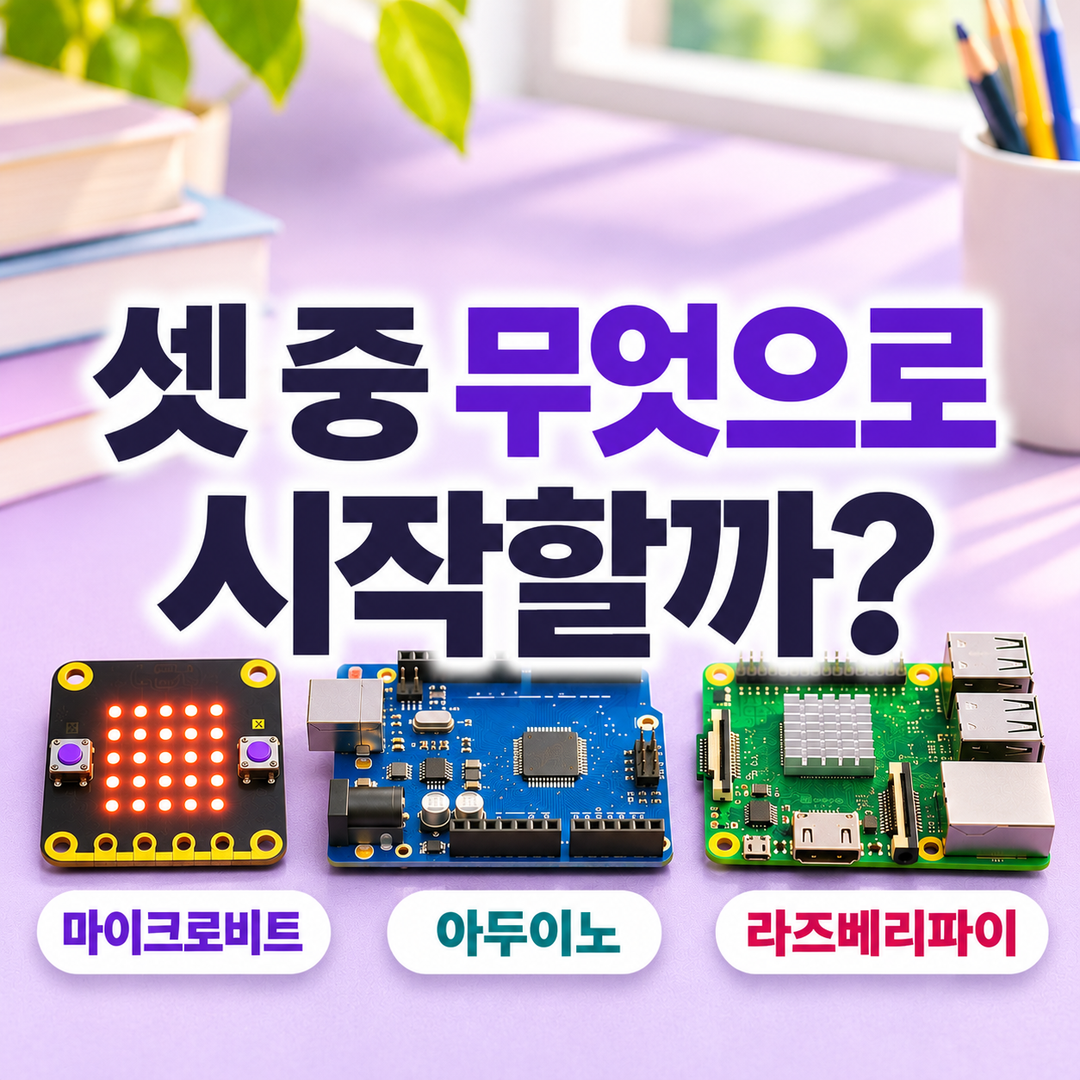 셋 중 무엇으로
시작할까?
마이크로비트
아두이노
라즈베리파이